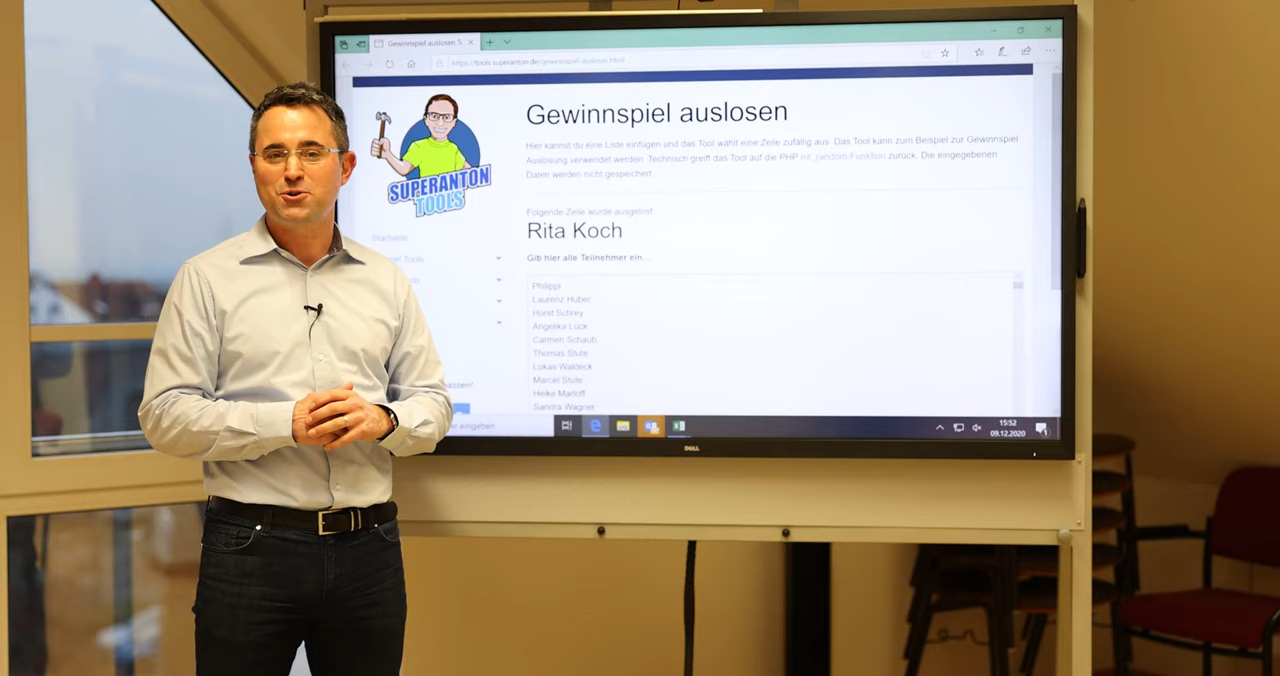 Gewinnspiel auslosen
https://tools.superanton.de/gewinnspiel-auslosen.html
SUPERANTON
TOOLS
Gewinnspiel auslosen
Hier kannst du eine Liste einfügen und das Tool wählt eine Zeile zufällig aus. Das Tool kann zum Beispiel zur Gewinnspiel
Auslosung verwendet werden. Technisch greift das Tool auf die PHP mt_random-Funktion zurück. Die eingegebenen
Daten werden nicht gespeichert.
Startseite
Tools
Folgende Zeile wurde ausgelost
Rita Koch
Gib hier alle Teilnehmer ein...
Philippi
Laurenz Huber
Horst Schrey
Angelika Lück
Carmen Schaub
Thomas Stute
Lukas Waldeck
Marcel Stute
Heike Marloff
Sandra Wagner
eingeben
15:52
09.12.2020
DELL